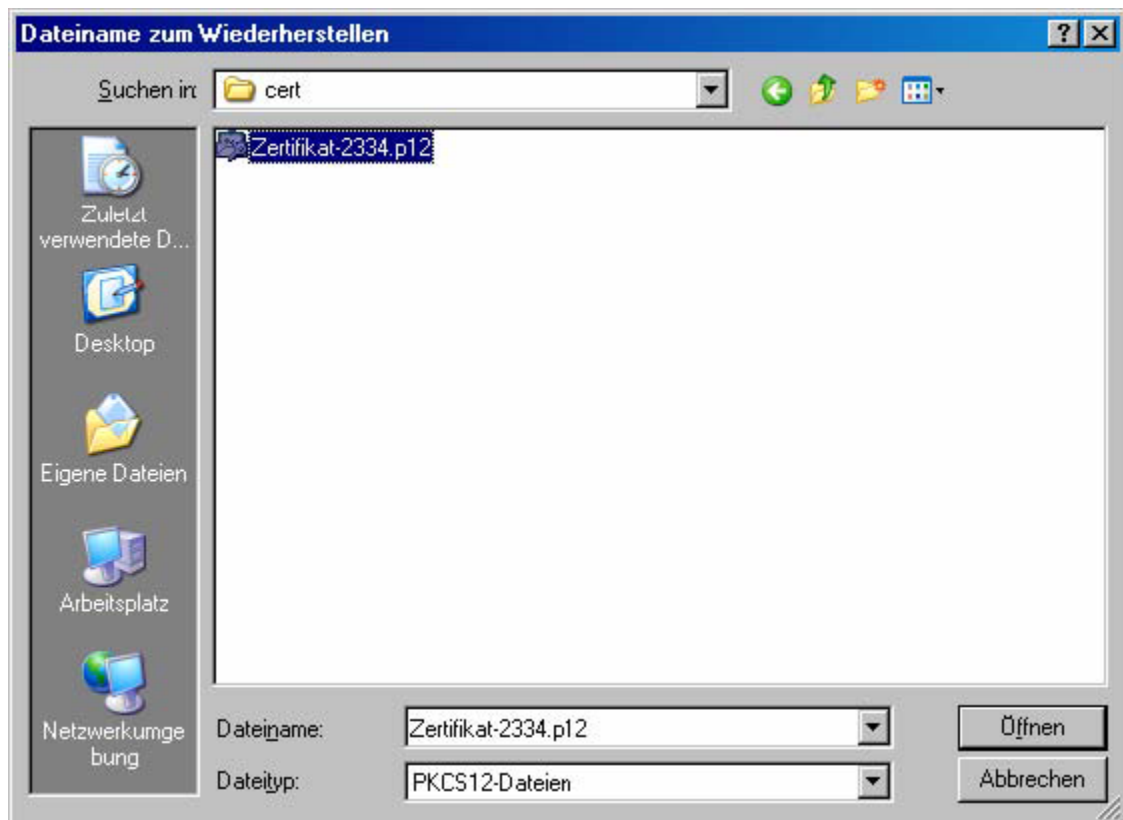 Dateiname zum Wiederherstellen
Suchen in:
cert
Zertifikat-2334.p12
Zuletzt
verwendete D...
Desktop
Eigene Dateien
Arbeitsplatz
Netzwerkumge
bung
Dateiname:
Zertifikat-2334.p12
Öffnen
Dateityp:
PKCS12-Dateien
Abbrechen